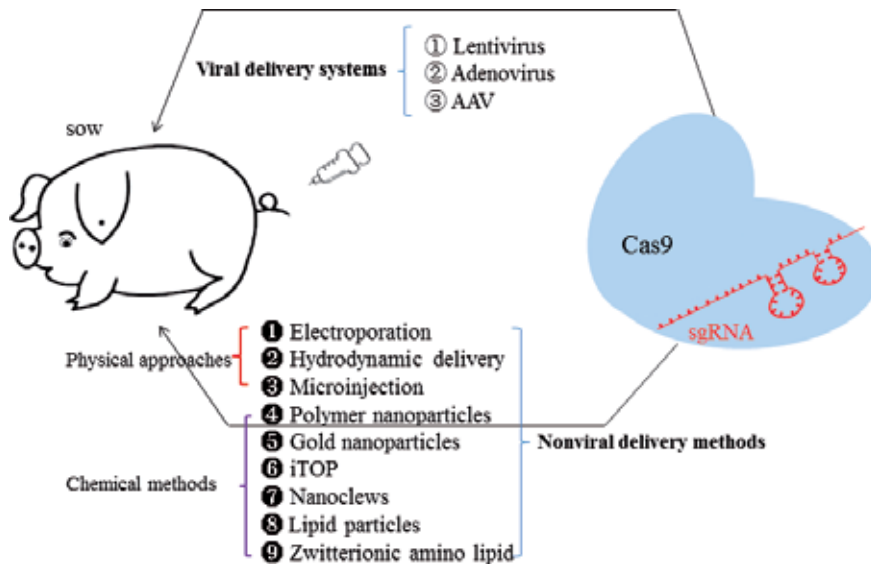 ① Lentivirus
Viral delivery systems
② Adenovirus
③ AAV
sow
Cas9
sgRNA
Physical approaches
❶ Electroporation
❷ Hydrodynamic delivery
❸ Microinjection
❹ Polymer nanoparticles
❺ Gold nanoparticles
Nonviral delivery methods
❻ iTOP
Chemical methods
❼ Nanoclews
❽ Lipid particles
❾ Zwitterionic amino lipid